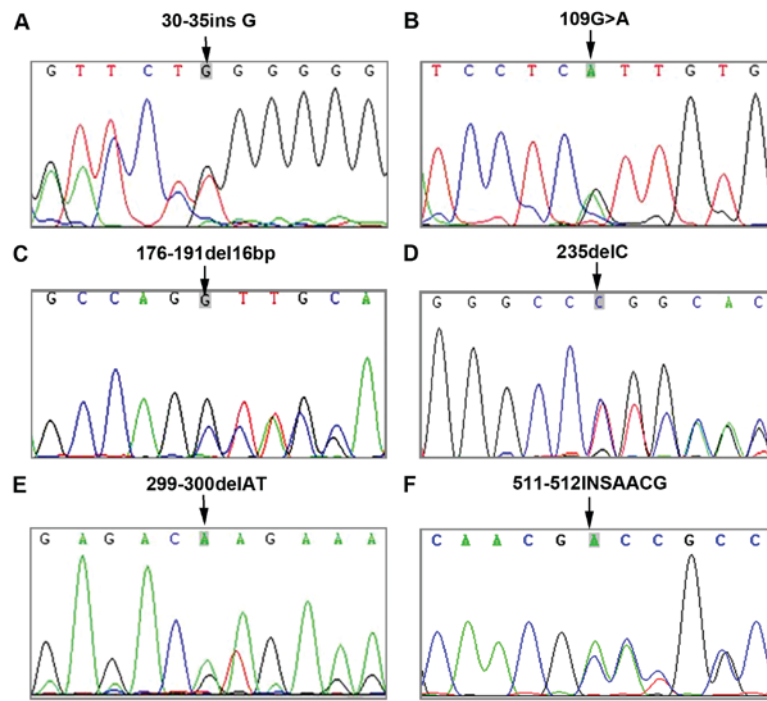 A 30-35ins G
G T T C T G G G G G G
B 109G>A
T C C T C A T T G T G
C 176-191del16bp
G C C A G G T T G C A
D 235delC
G G G C C C G G C A C
E 299-300delAT
G A G A C A A G A A A
F 511-512INSAACG
C A A C G A C C G C C